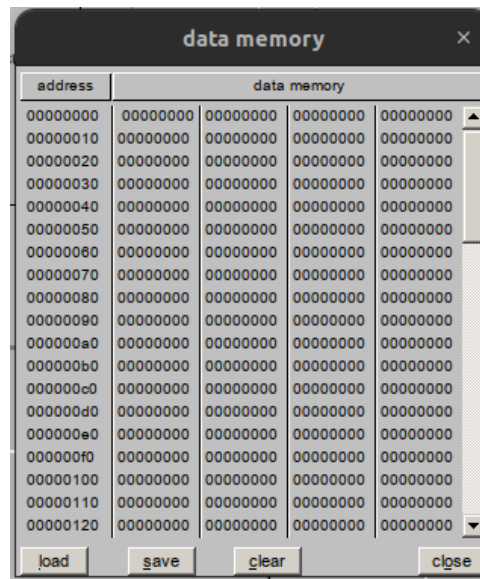 data memory ×
address data memory
00000000 00000000 00000000 00000000 00000000
00000010 00000000 00000000 00000000 00000000
00000020 00000000 00000000 00000000 00000000
00000030 00000000 00000000 00000000 00000000
00000040 00000000 00000000 00000000 00000000
00000050 00000000 00000000 00000000 00000000
00000060 00000000 00000000 00000000 00000000
00000070 00000000 00000000 00000000 00000000
00000080 00000000 00000000 00000000 00000000
00000090 00000000 00000000 00000000 00000000
000000a0 00000000 00000000 00000000 00000000
000000b0 00000000 00000000 00000000 00000000
000000c0 00000000 00000000 00000000 00000000
000000d0 00000000 00000000 00000000 00000000
000000e0 00000000 00000000 00000000 00000000
000000f0 00000000 00000000 00000000 00000000
00000100 00000000 00000000 00000000 00000000
00000110 00000000 00000000 00000000 00000000
00000120 00000000 00000000 00000000 00000000
load save clear close